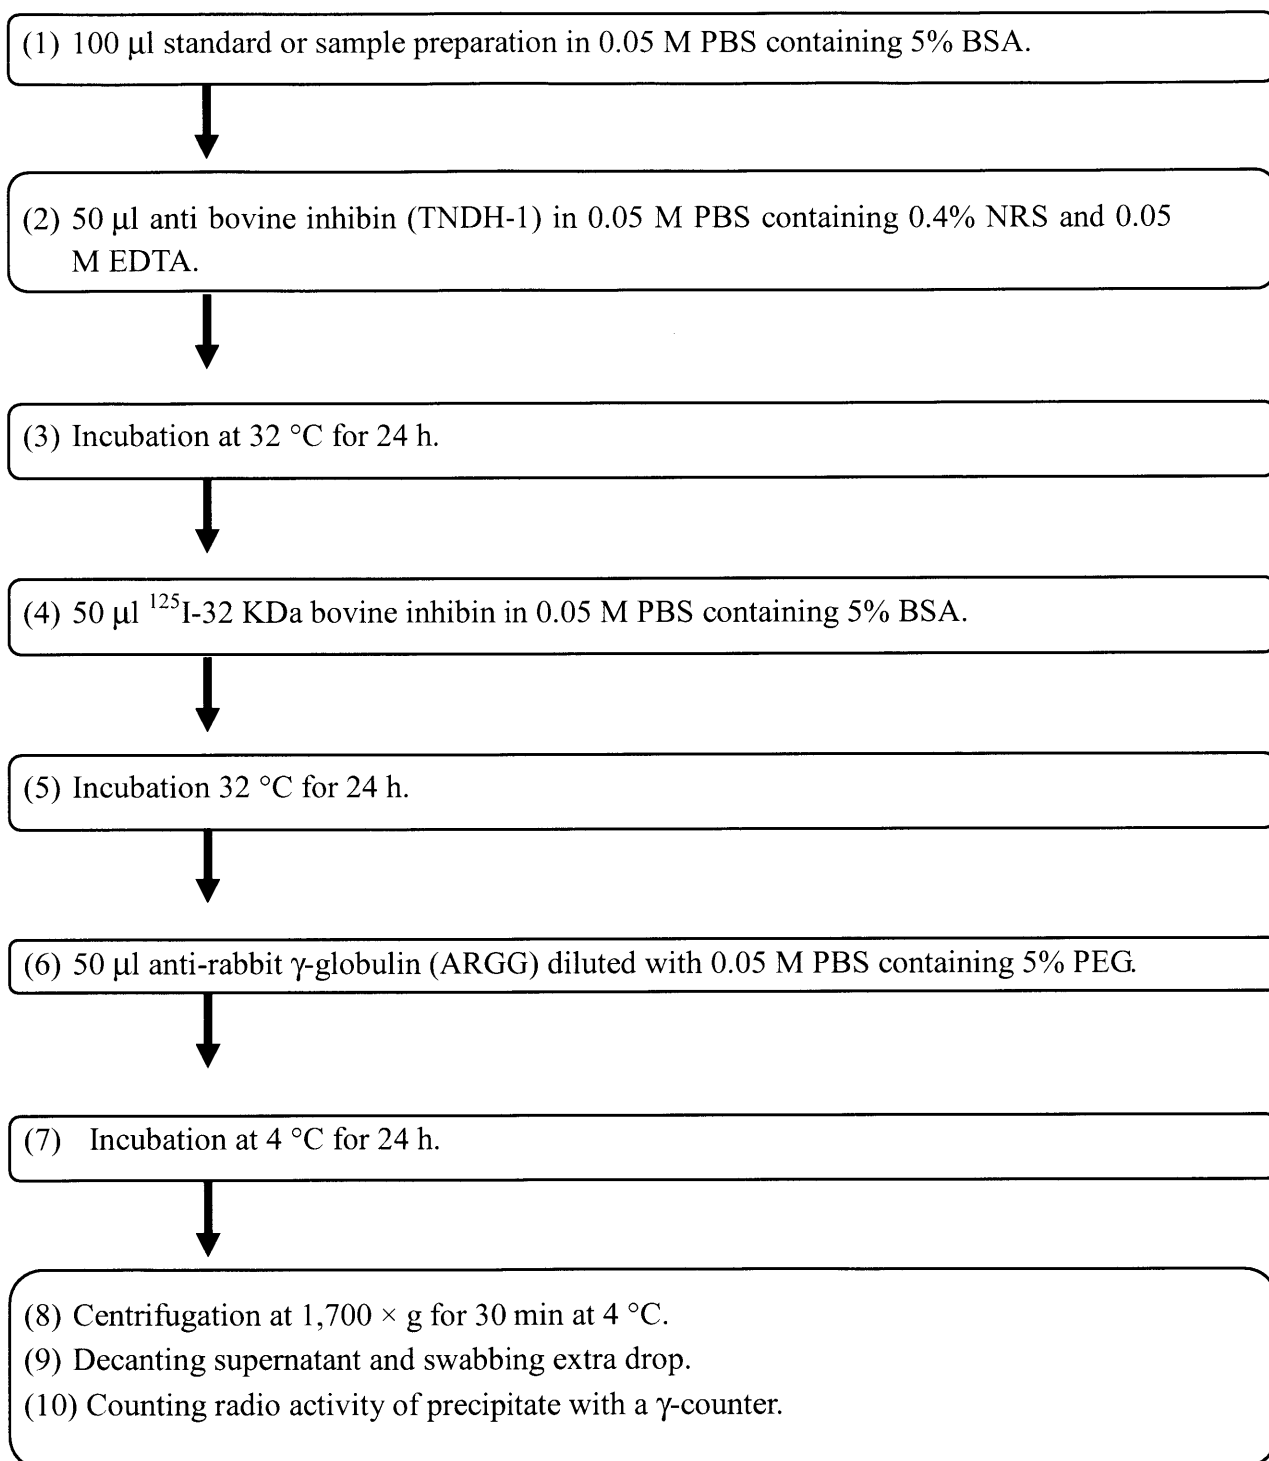 (1) 100 µl standard or sample preparation in 0.05 M PBS containing 5% BSA.
(2) 50 µl anti bovine inhibin (TNDH-1) in 0.05 M PBS containing 0.4% NRS and 0.05
M EDTA.
(3) Incubation at 32 °C for 24 h.
(4) 50 µl ¹²⁵I-32 KDa bovine inhibin in 0.05 M PBS containing 5% BSA.
(5) Incubation 32 °C for 24 h.
(6) 50 µl anti-rabbit γ-globulin (ARGG) diluted with 0.05 M PBS containing 5% PEG.
(7) Incubation at 4 °C for 24 h.
(8) Centrifugation at 1,700 × g for 30 min at 4 °C.
(9) Decanting supernatant and swabbing extra drop.
(10) Counting radio activity of precipitate with a γ-counter.